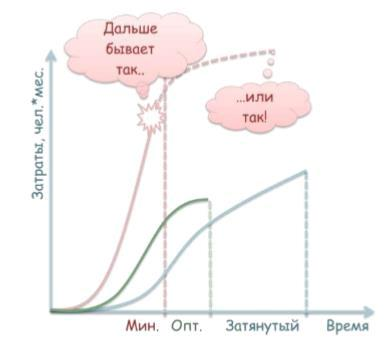 Дальше
бывает
так..
...или
так!
Затраты, чел.*мес.
Мин. Опт. Затянутый Время